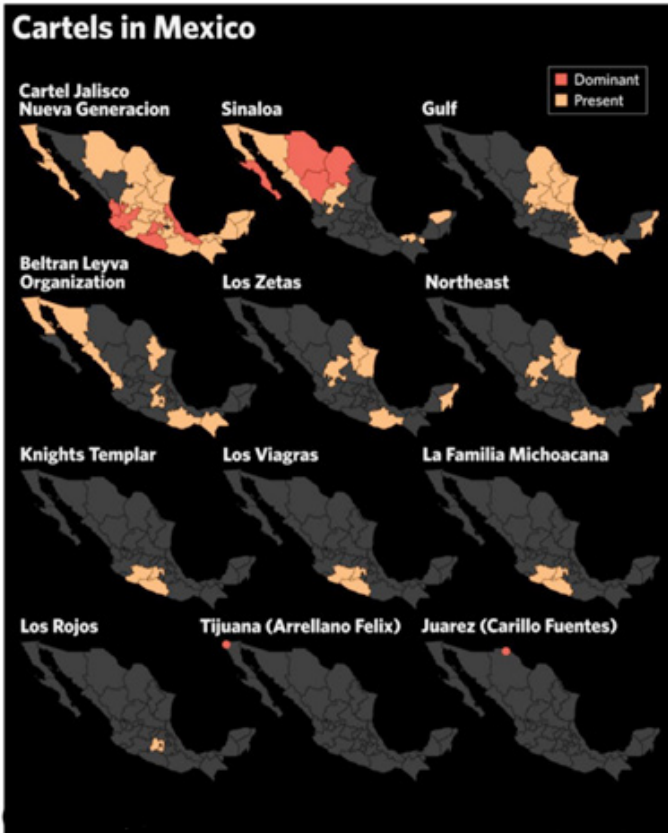 Cartels in Mexico
Dominant
Present
Cartel Jalisco
Nueva Generacion
Sinaloa
Gulf
Beltran Leyva
Organization
Los Zetas
Northeast
Knights Templar
Los Viagras
La Familia Michoacana
Los Rojos
Tijuana (Arrellano Felix)
Juarez (Carillo Fuentes)